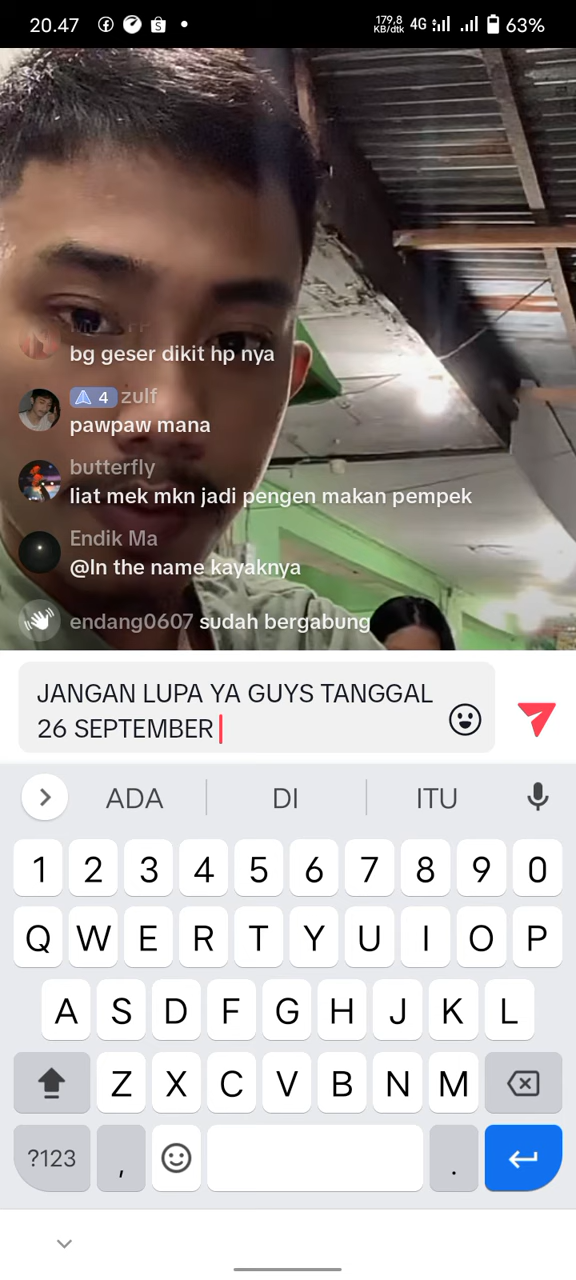 20.47
179,8
KB/dtk
4G
63%
bg geser dikit hp nya
4 zulf
pawpaw mana
butterfly
liat mek mkn jadi pengen makan pempek
Endik Ma
@In the name kayaknya
endang0607 sudah bergabung
JANGAN LUPA YA GUYS TANGGAL
26 SEPTEMBER
ADA DI ITU
1 2 3 4 5 6 7 8 9 0
Q W E R T Y U I O P
A S D F G H J K L
Z X C V B N M
?123 , .